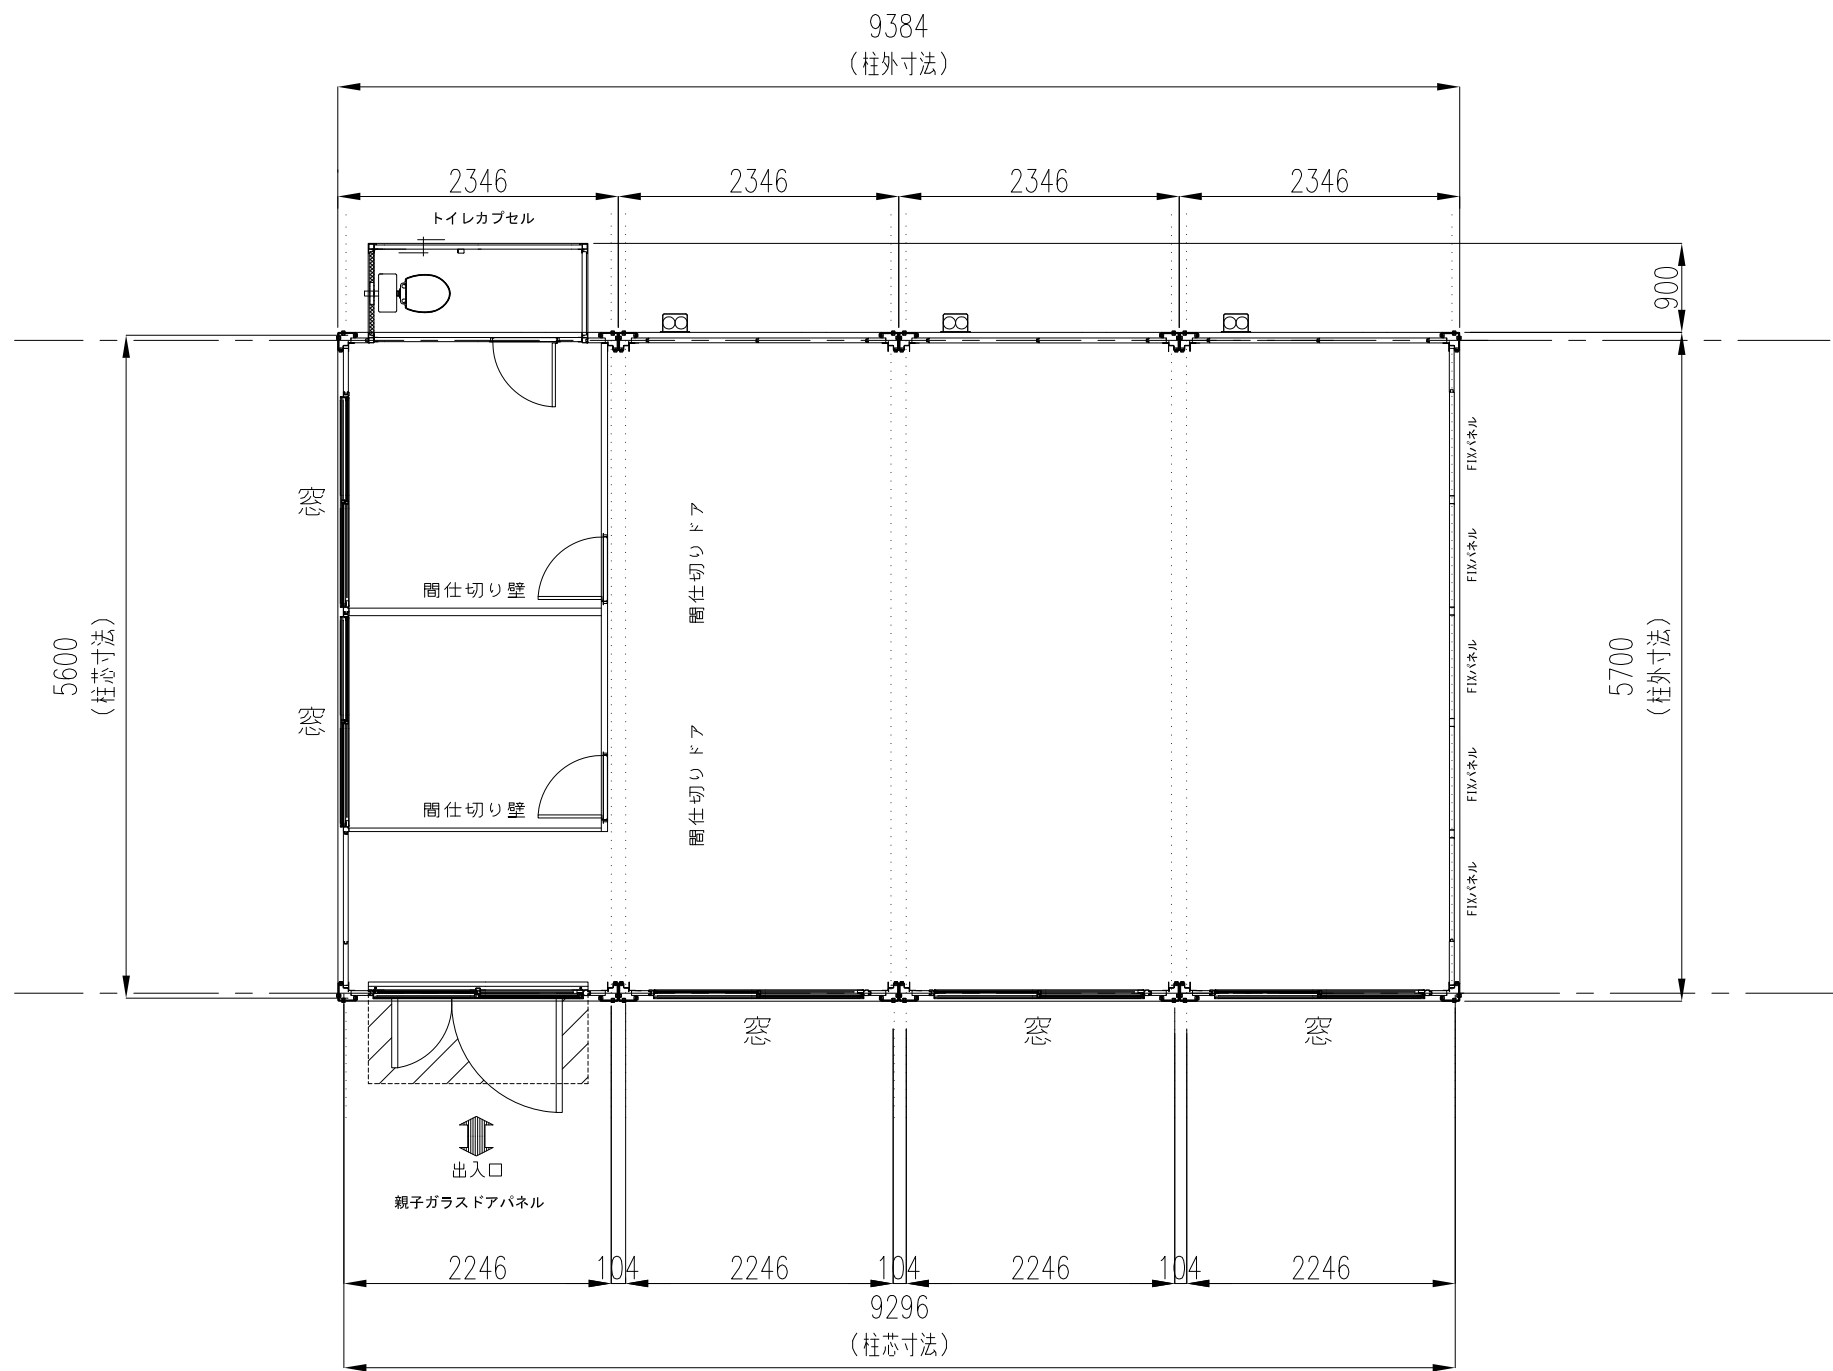 9384
(柱外寸法)
2346
2346
2346
2346
トイレカプセル
900
窓
窓
間仕切り壁
間仕切り壁
間仕切りドア
間仕切りドア
5600
(柱芯寸法)
5700
(柱外寸法)
FIXパネル
FIXパネル
FIXパネル
FIXパネル
FIXパネル
窓
窓
窓
出入口
親子ガラスドアパネル
2246
104
2246
104
2246
104
2246
9296
(柱芯寸法)